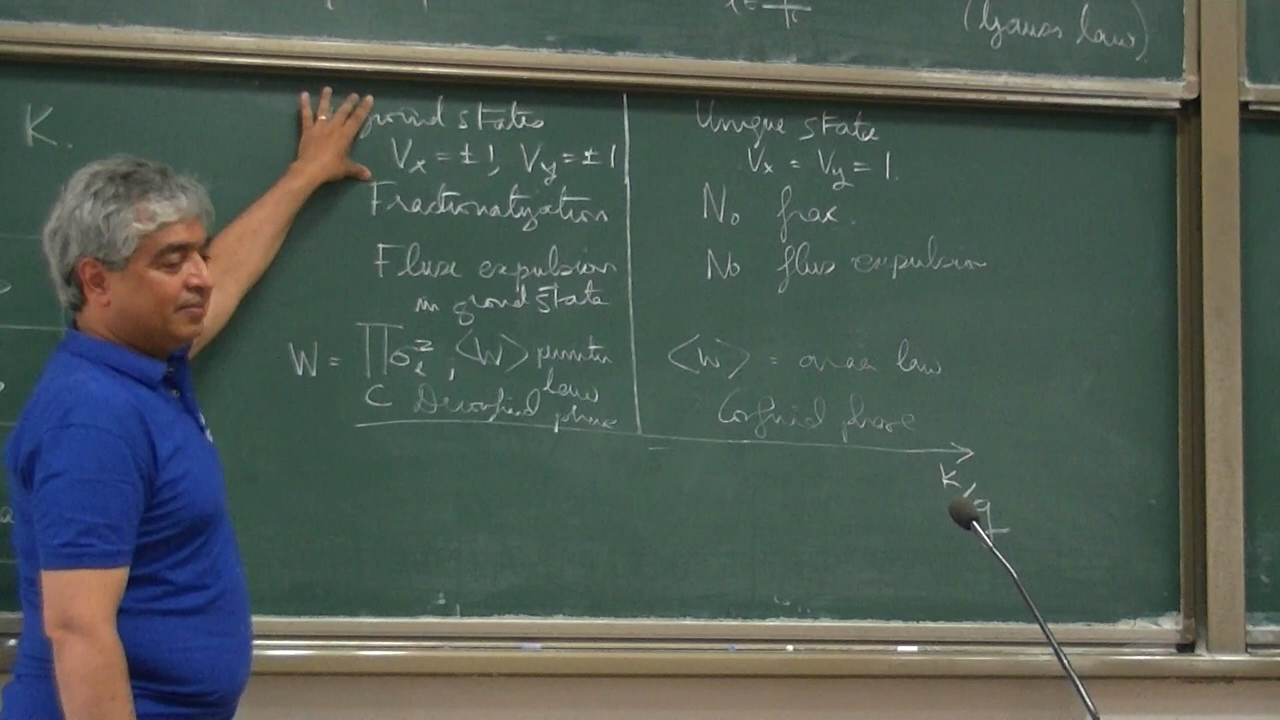 (Gauss law)
K.
ground states
Vx = ±1, Vy = ±1
Fractionalization
Flux expulsion
in ground state
W = ∏ σᵢᶻ, <W> perimeter
law
C Deconfined phase
Unique state
Vx = Vy = 1.
No frac.
No flux expulsion
<W> = area law
Confined phase
K/g